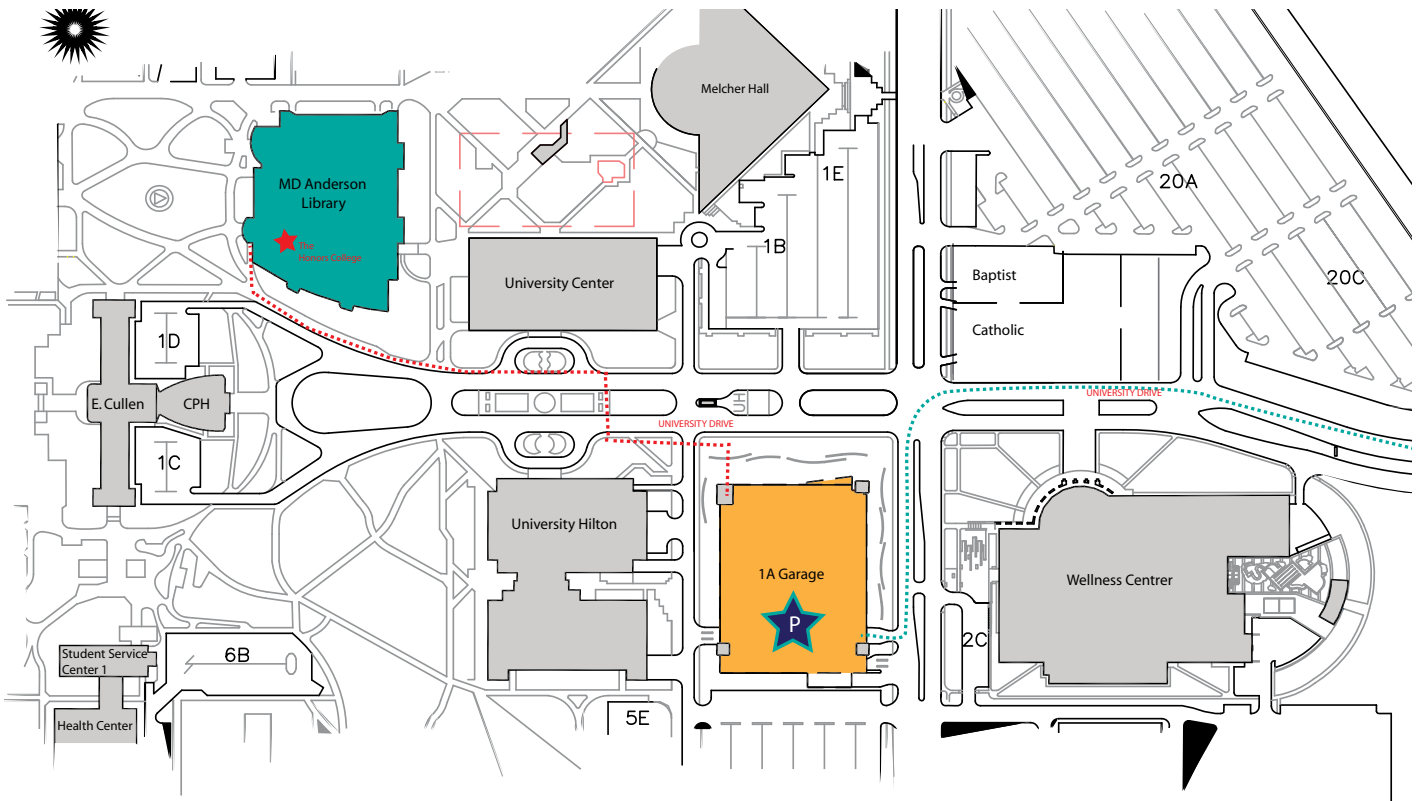 Melcher Hall
1E
20A
MD Anderson
Library
The
Honors College
1B
University Center
Baptist
20C
Catholic
1D
E. Cullen
CPH
UH
UNIVERSITY DRIVE
UNIVERSITY DRIVE
1C
University Hilton
1A Garage
P
Wellness Centrer
2C
Student Service
Center 1
6B
5E
Health Center